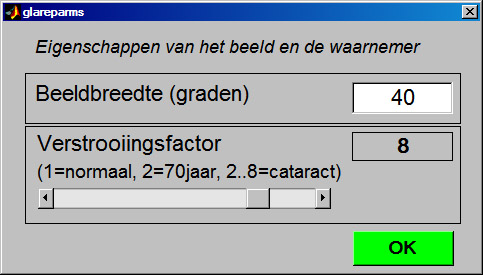 glareparms
Eigenschappen van het beeld en de waarnemer
Beeldbreedte (graden)
40
Verstrooiingsfactor
8
(1=normaal, 2=70jaar, 2..8=cataract)
OK